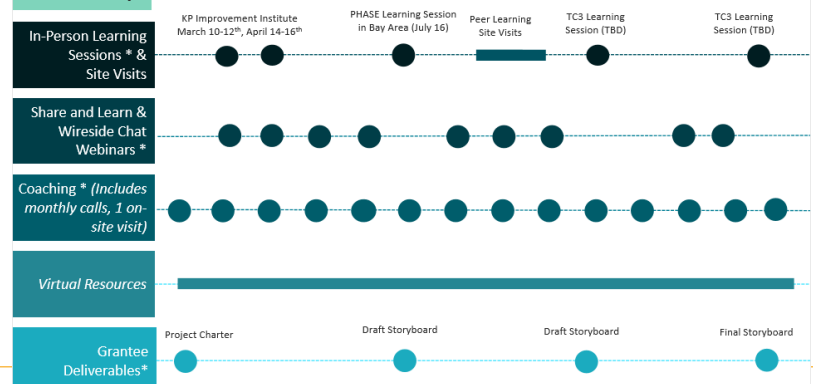 KP Improvement Institute
March 10-12th, April 14-16th
PHASE Learning Session
in Bay Area (July 16)
Peer Learning
Site Visits
TC3 Learning
Session (TBD)
TC3 Learning
Session (TBD)
In-Person Learning
Sessions * &
Site Visits
Share and Learn &
Wireside Chat
Webinars *
Coaching * (Includes
monthly calls, 1 on-
site visit)
Virtual Resources
Project Charter
Draft Storyboard
Draft Storyboard
Final Storyboard
Grantee
Deliverables*